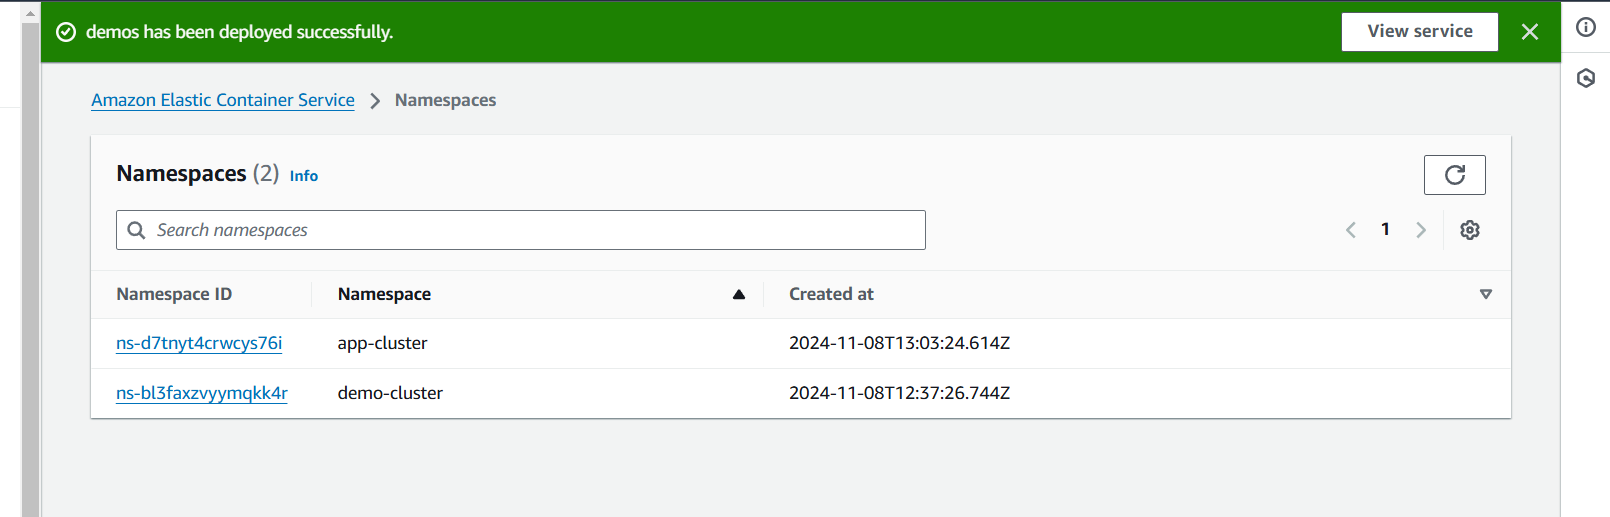 demos has been deployed successfully.
View service
Amazon Elastic Container Service
Namespaces
Namespaces (2) Info
Search namespaces
1
Namespace ID Namespace Created at
ns-d7tnyt4crwcys76i app-cluster 2024-11-08T13:03:24.614Z
ns-bl3faxzvyymqkk4r demo-cluster 2024-11-08T12:37:26.744Z